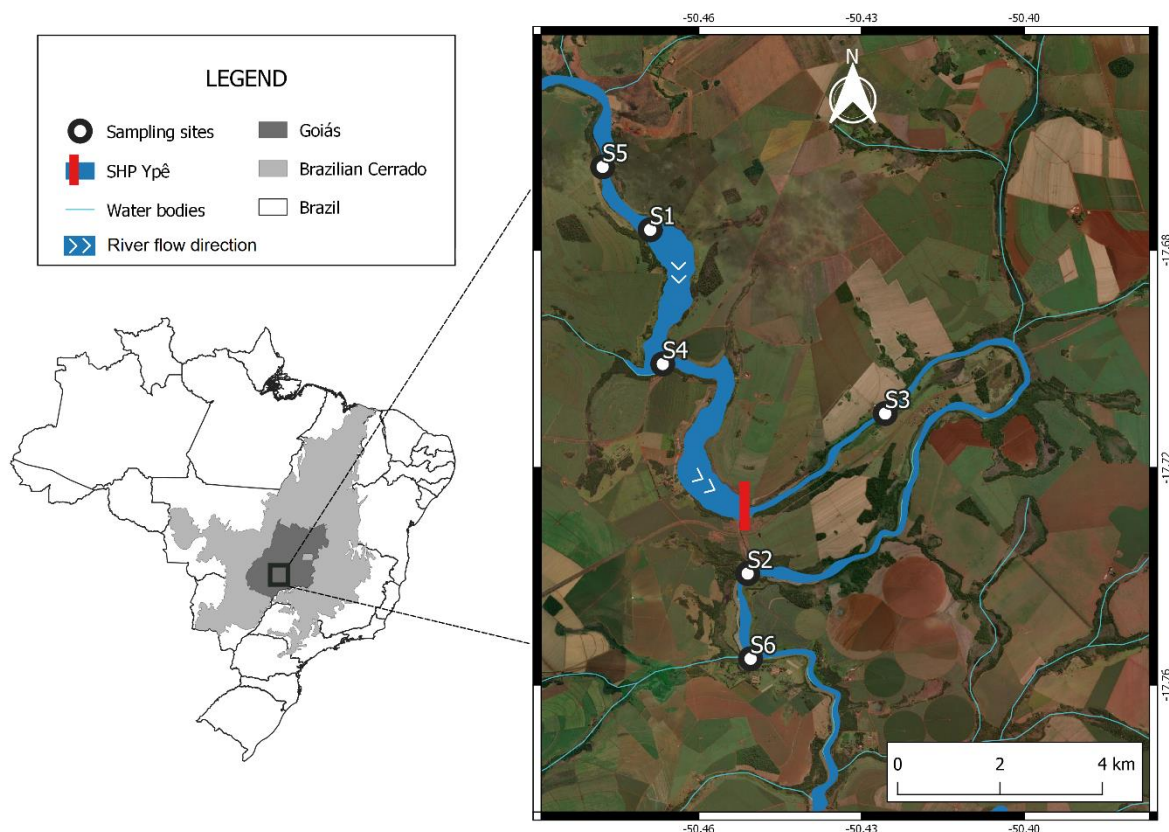 LEGEND
Sampling sites
Goiás
SHP Ypê
Brazilian Cerrado
Water bodies
Brazil
River flow direction
-50.46 -50.43 -50.40
N
S5
S1
-17.68
S4
S3
-17.72
S2
S6
-17.76
0 2 4 km
-50.46 -50.43 -50.40